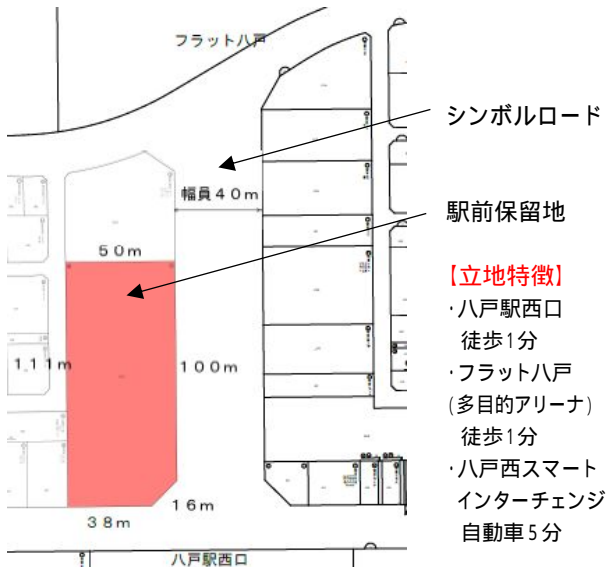 フラット八戸
シンボルロード
幅員40m
駅前保留地
50m
111m
100m
16m
38m
八戸駅西口
【立地特徴】
・八戸駅西口
徒歩1分
・フラット八戸
(多目的アリーナ)
徒歩1分
・八戸西スマート
インターチェンジ
自動車5分